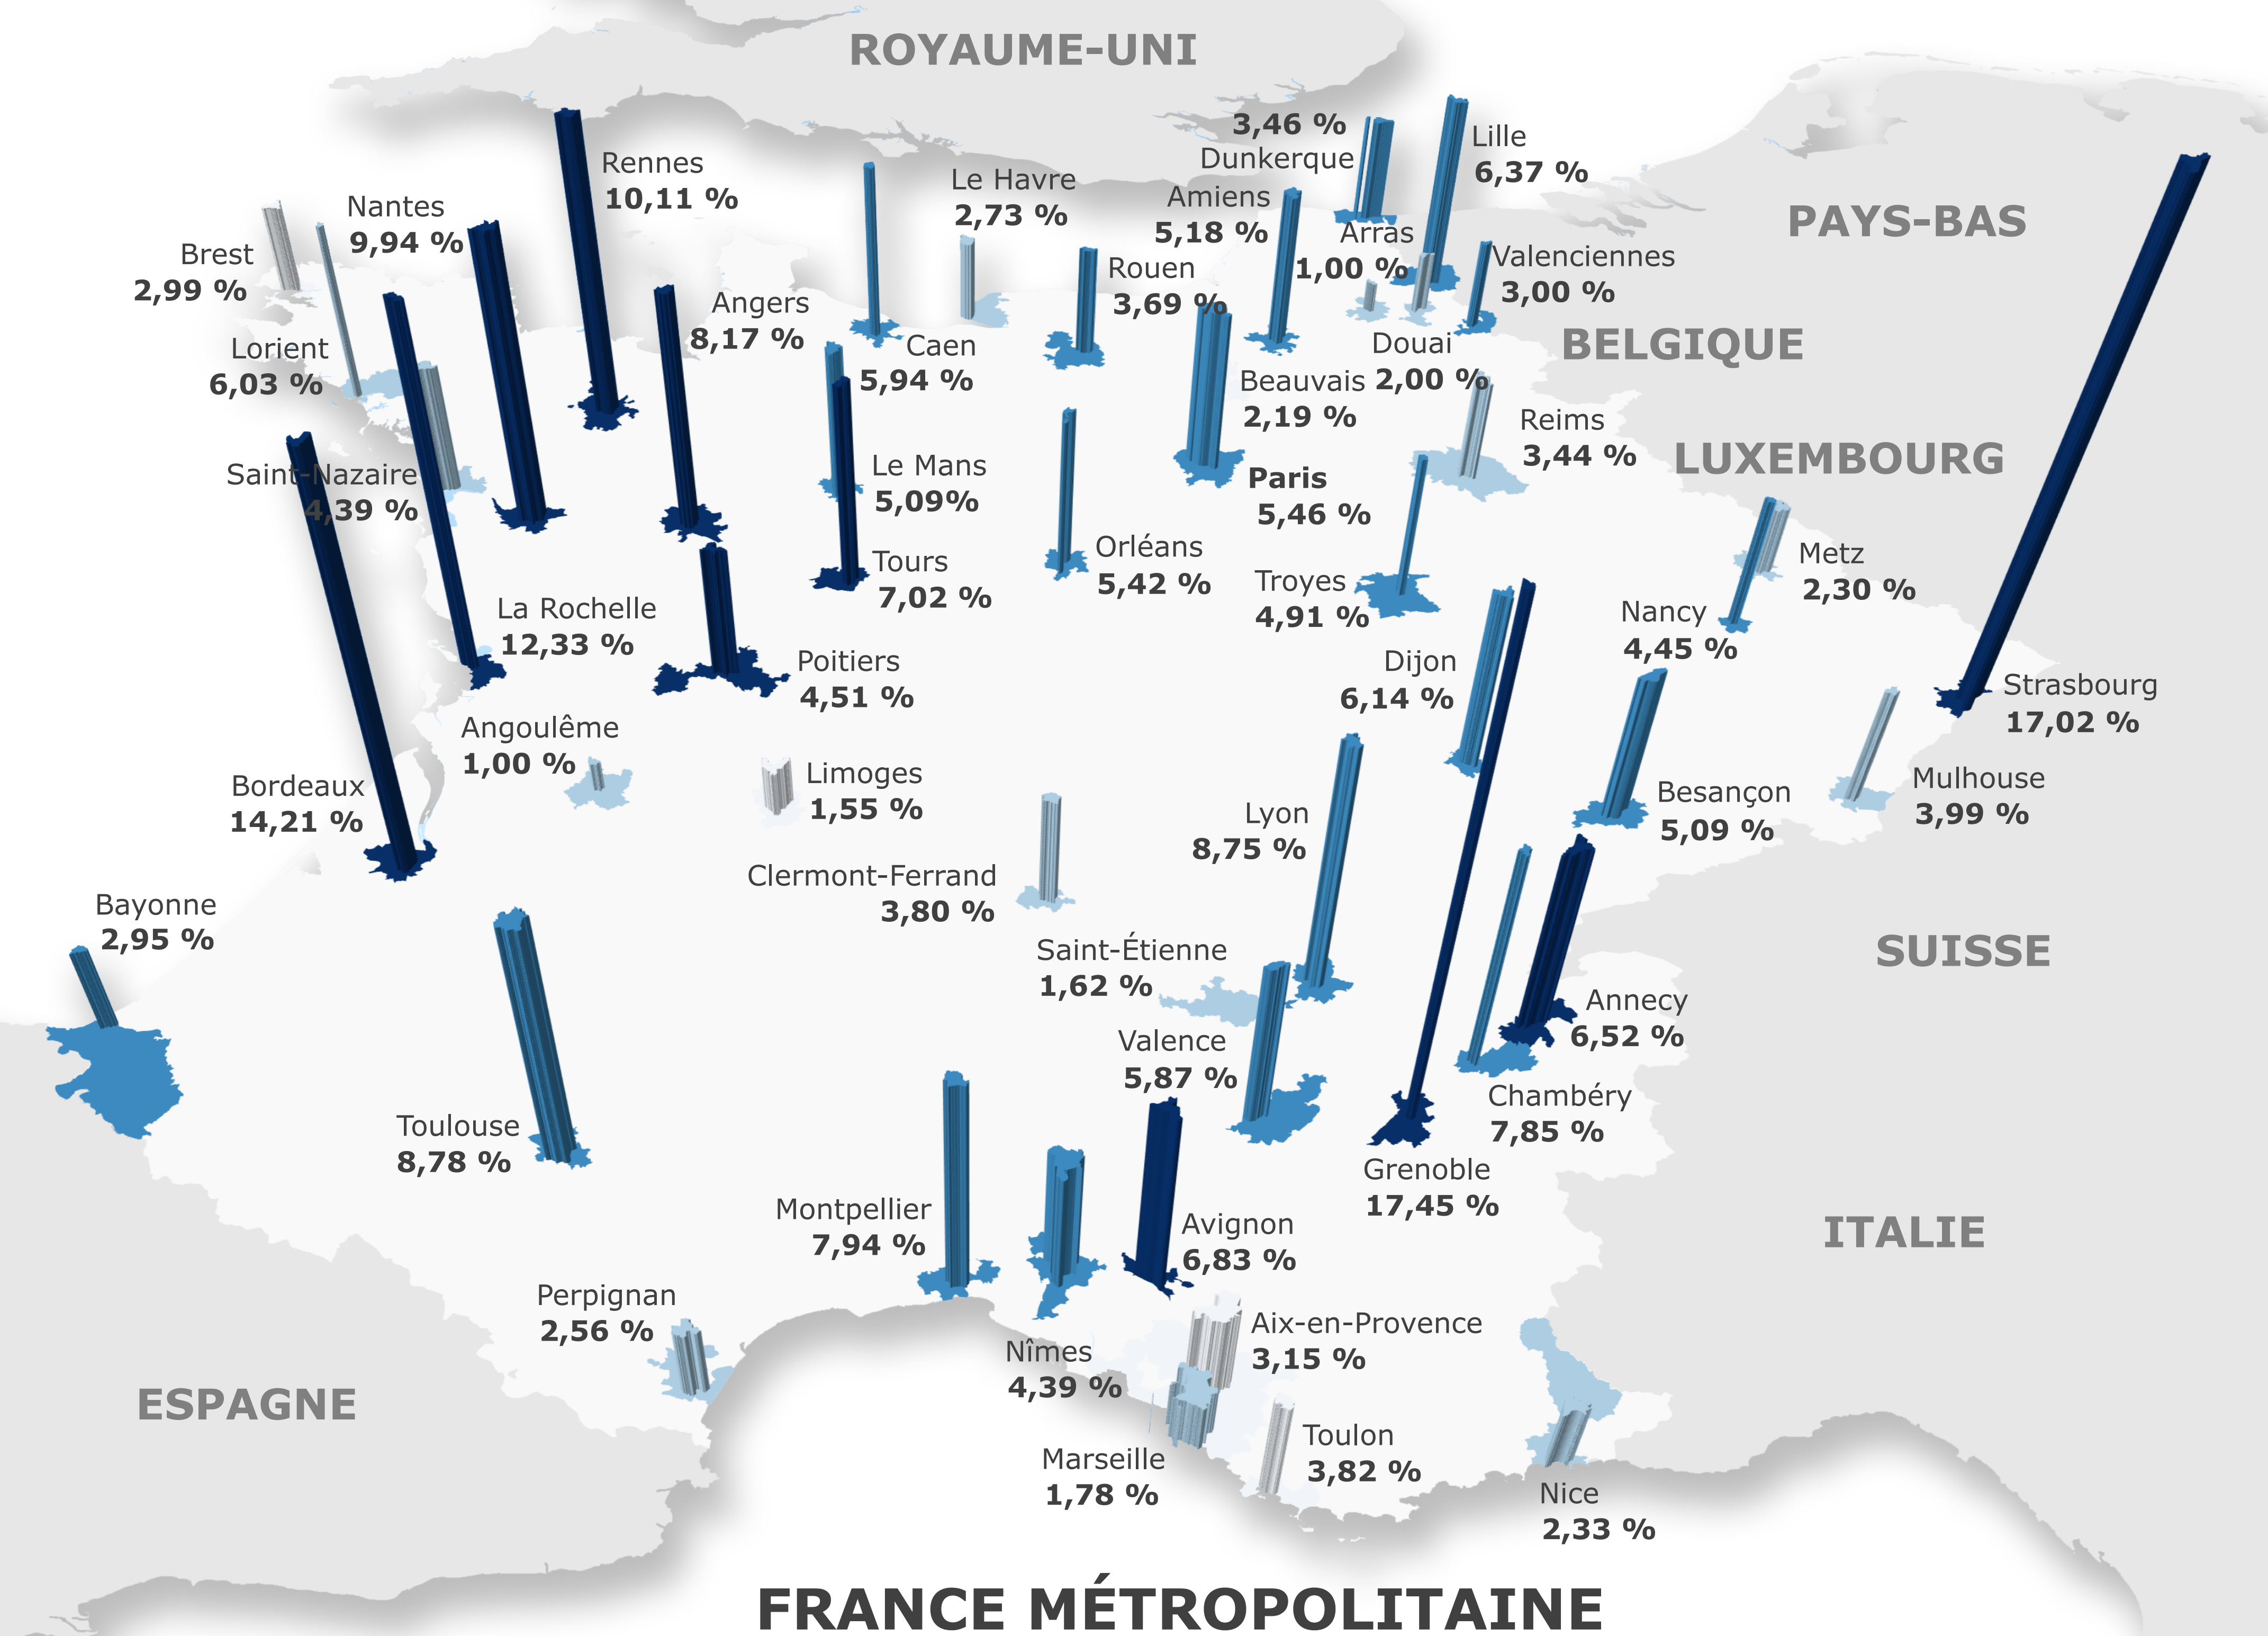 ROYAUME-UNI
3,46 %
Dunkerque
Lille
6,37 %
Rennes
10,11 %
Le Havre
2,73 %
Amiens
5,18 %
Nantes
9,94 %
PAYS-BAS
Brest
2,99 %
Arras
1,00 %
Valenciennes
3,00 %
Rouen
3,69 %
Angers
8,17 %
BELGIQUE
Lorient
6,03 %
Caen
5,94 %
Douai
2,00 %
Beauvais
2,19 %
Reims
3,44 %
LUXEMBOURG
Saint-Nazaire
4,39 %
Le Mans
5,09%
Paris
5,46 %
Orléans
5,42 %
Metz
2,30 %
Tours
7,02 %
Troyes
4,91 %
La Rochelle
12,33 %
Nancy
4,45 %
Poitiers
4,51 %
Dijon
6,14 %
Strasbourg
17,02 %
Angoulême
1,00 %
Limoges
1,55 %
Bordeaux
14,21 %
Mulhouse
3,99 %
Besançon
5,09 %
Lyon
8,75 %
Clermont-Ferrand
3,80 %
Bayonne
2,95 %
Saint-Étienne
1,62 %
SUISSE
Annecy
6,52 %
Valence
5,87 %
Chambéry
7,85 %
Toulouse
8,78 %
Grenoble
17,45 %
Montpellier
7,94 %
Avignon
6,83 %
ITALIE
Perpignan
2,56 %
Aix-en-Provence
3,15 %
Nîmes
4,39 %
ESPAGNE
Toulon
3,82 %
Marseille
1,78 %
Nice
2,33 %
FRANCE MÉTROPOLITAINE